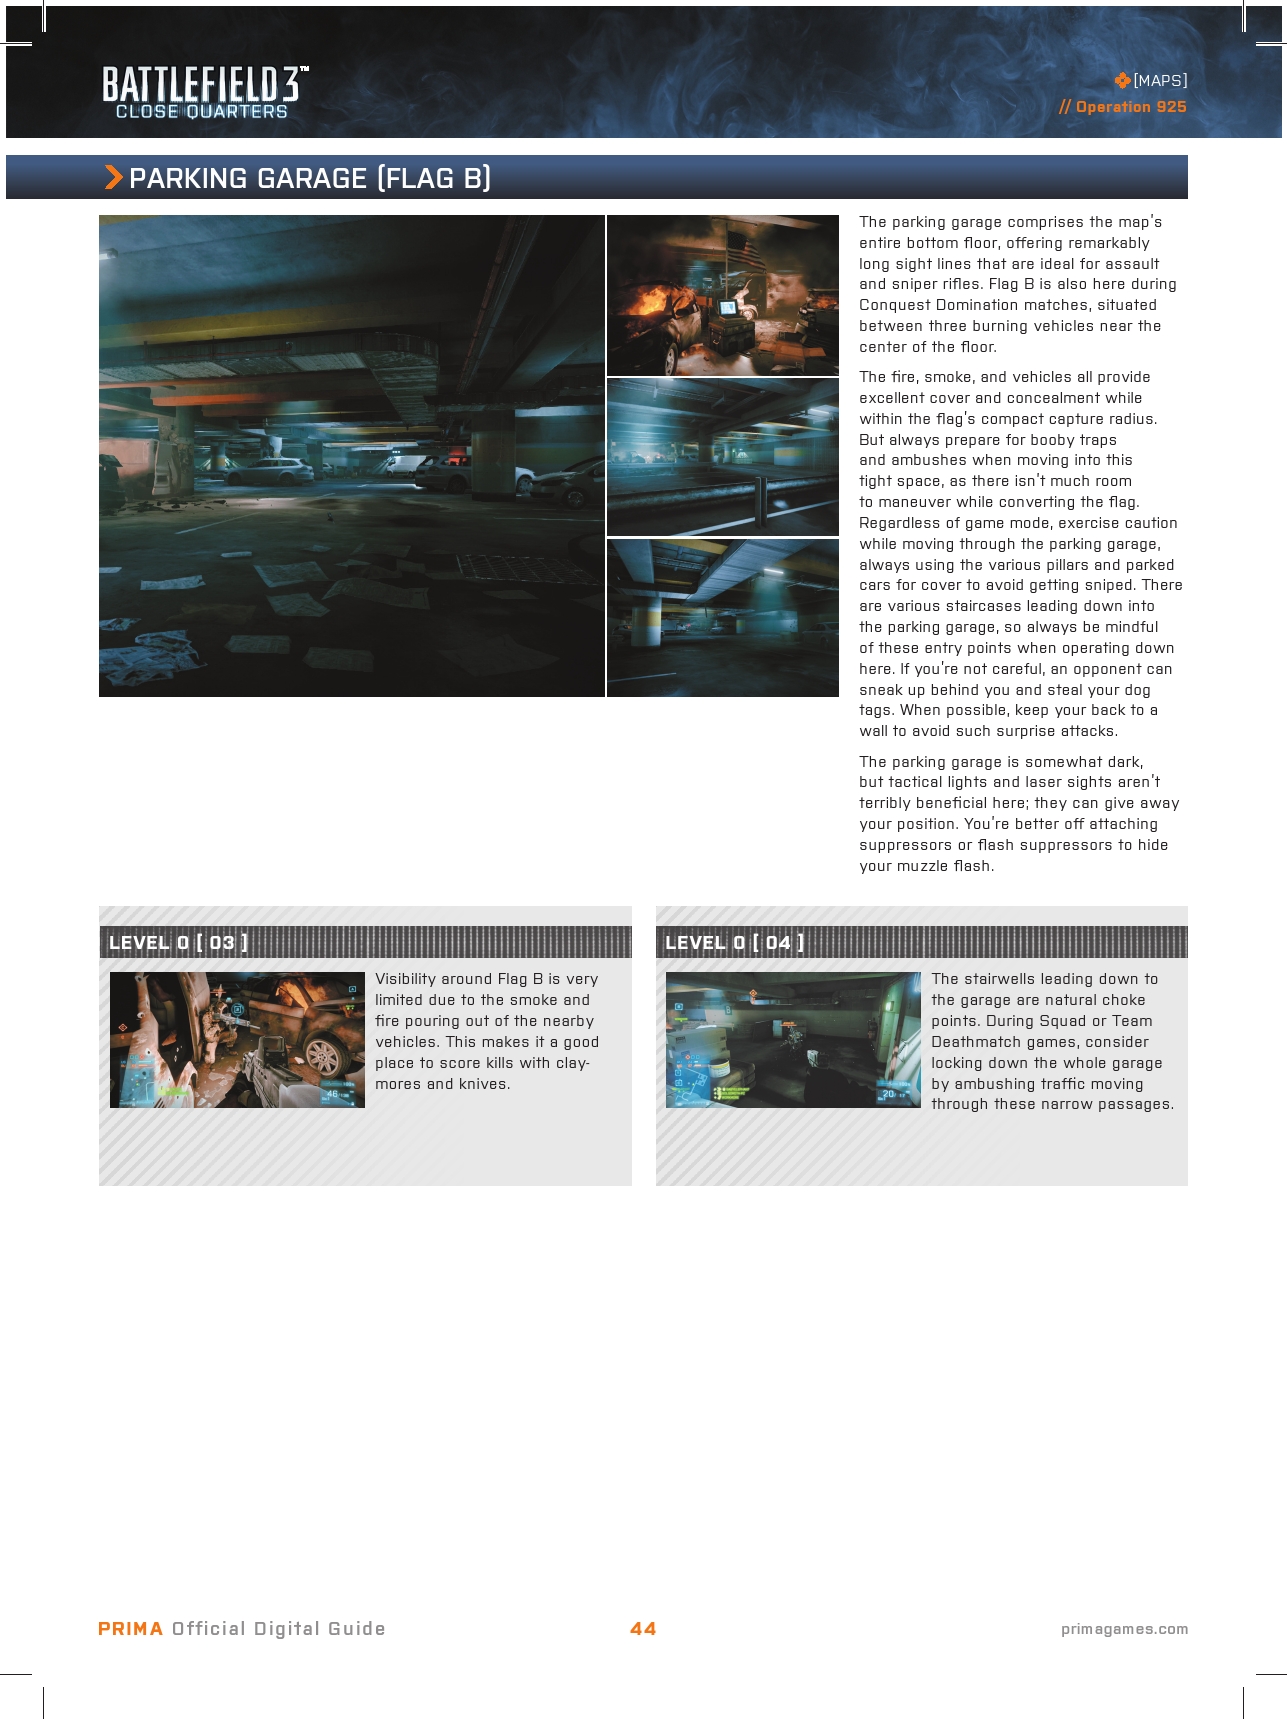 BATTLEFIELD 3™
CLOSE QUARTERS
[MAPS]
// Operation 925
PARKING GARAGE (FLAG B)
The parking garage comprises the map's
entire bottom floor, offering remarkably
long sight lines that are ideal for assault
and sniper rifles. Flag B is also here during
Conquest Domination matches, situated
between three burning vehicles near the
center of the floor.
The fire, smoke, and vehicles all provide
excellent cover and concealment while
within the flag's compact capture radius.
But always prepare for booby traps
and ambushes when moving into this
tight space, as there isn't much room
to maneuver while converting the flag.
Regardless of game mode, exercise caution
while moving through the parking garage,
always using the various pillars and parked
cars for cover to avoid getting sniped. There
are various staircases leading down into
the parking garage, so always be mindful
of these entry points when operating down
here. If you're not careful, an opponent can
sneak up behind you and steal your dog
tags. When possible, keep your back to a
wall to avoid such surprise attacks.
The parking garage is somewhat dark,
but tactical lights and laser sights aren't
terribly beneficial here; they can give away
your position. You're better off attaching
suppressors or flash suppressors to hide
your muzzle flash.
LEVEL 0 [ 03 ]
Visibility around Flag B is very
limited due to the smoke and
fire pouring out of the nearby
vehicles. This makes it a good
place to score kills with clay-
mores and knives.
46
LEVEL 0 [ 04 ]
The stairwells leading down to
the garage are natural choke
points. During Squad or Team
Deathmatch games, consider
locking down the whole garage
by ambushing traffic moving
through these narrow passages.
20
PRIMA Official Digital Guide
44
primagames.com